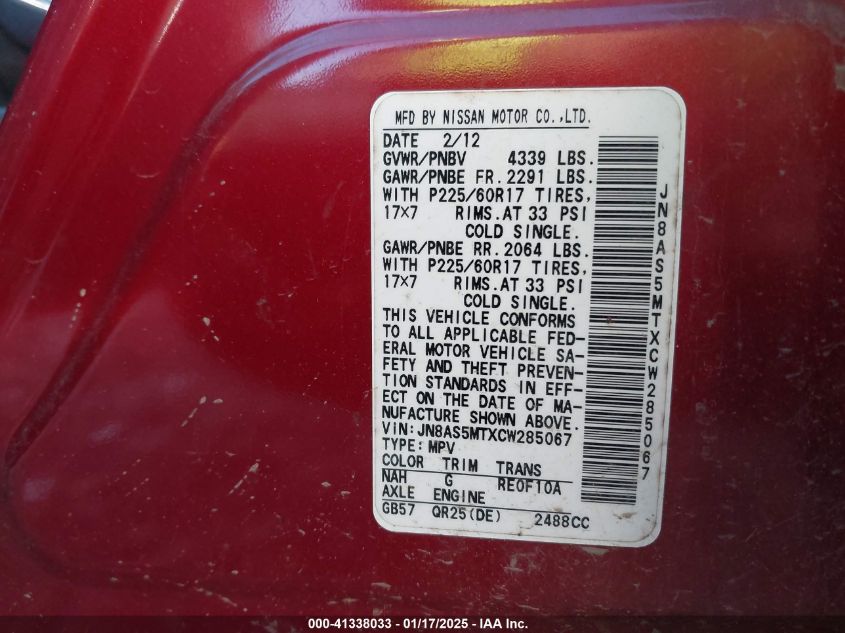 MFD BY NISSAN MOTOR CO.,LTD.
DATE 2/12
GVWR/PNBV 4339 LBS.
GAWR/PNBE FR. 2291 LBS.
WITH P225/60R17 TIRES,
17×7 RIMS.AT 33 PSI
COLD SINGLE.
GAWR/PNBE RR. 2064 LBS.
WITH P225/60R17 TIRES,
17×7 RIMS.AT 33 PSI
COLD SINGLE.
THIS VEHICLE CONFORMS
TO ALL APPLICABLE FED-
ERAL MOTOR VEHICLE SA-
FETY AND THEFT PREVEN-
TION STANDARDS IN EFF-
ECT ON THE DATE OF MA-
NUFACTURE SHOWN ABOVE.
VIN:JN8AS5MTXCW285067
TYPE:MPV
COLOR TRIM TRANS
NAH G RE0F10A
AXLE ENGINE
GB57 QR25(DE) 2488CC
JN8AS5MTXCW285067
000-41338033 — 01/17/2025 — IAA Inc.